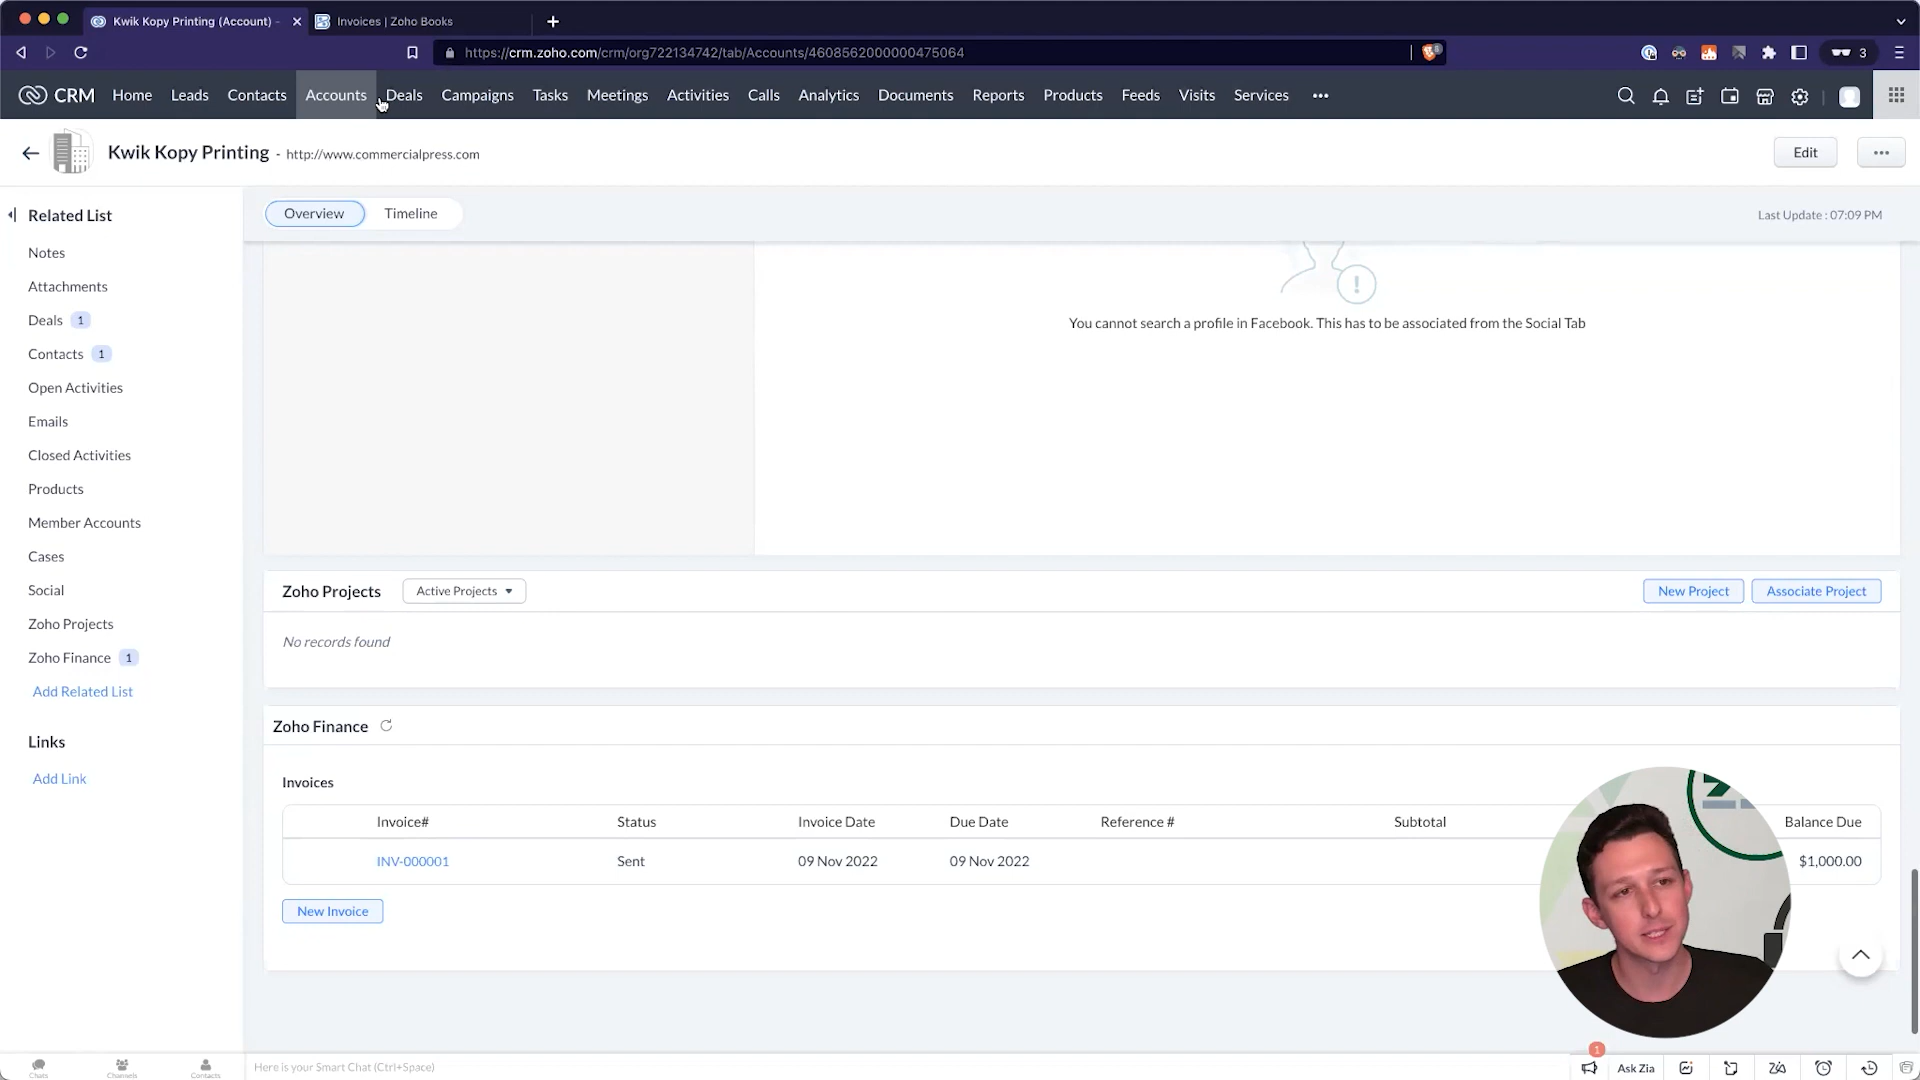 Kwik Kopy Printing (Account) -
Invoices | Zoho Books
https://crm.zoho.com/crm/org722134742/tab/Accounts/4608562000000475064
3
CRM Home Leads Contacts Accounts Deals Campaigns Tasks Meetings Activities Calls Analytics Documents Reports Products Feeds Visits Services
Kwik Kopy Printing - http://www.commercialpress.com
Edit
Related List
Overview Timeline
Last Update : 07:09 PM
Notes
Attachments
Deals 1
Contacts 1
Open Activities
Emails
Closed Activities
Products
Member Accounts
Cases
Social
Zoho Projects
Zoho Finance 1
Add Related List
Links
Add Link
You cannot search a profile in Facebook. This has to be associated from the Social Tab
Zoho Projects Active Projects New Project Associate Project
No records found
Zoho Finance
Invoices
Invoice# Status Invoice Date Due Date Reference # Subtotal Balance Due
INV-000001 Sent 09 Nov 2022 09 Nov 2022 $1,000.00
New Invoice
Chats Channels Contacts
Here is your Smart Chat (Ctrl+Space)
1
Ask Zia